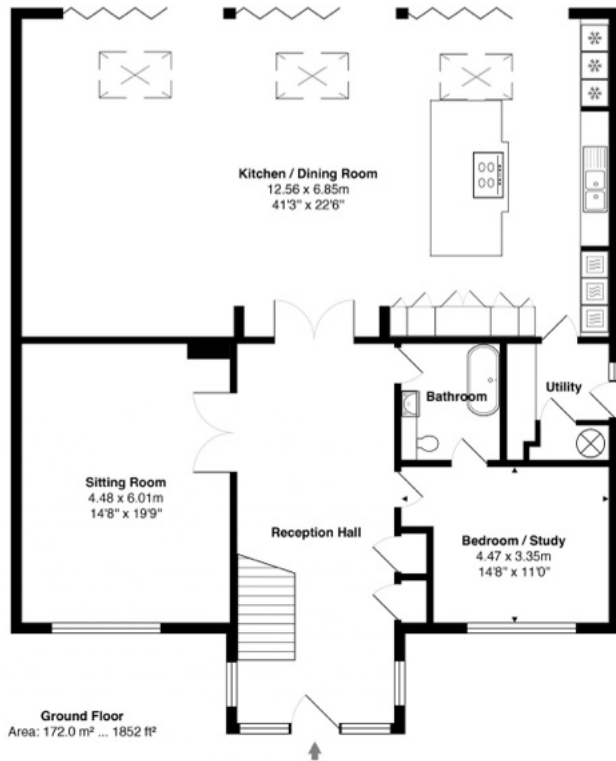 Kitchen / Dining Room
12.56 x 6.85m
41'3" x 22'6"
Bathroom
Utility
Sitting Room
4.48 x 6.01m
14'8" x 19'9"
Reception Hall
Bedroom / Study
4.47 x 3.35m
14'8" x 11'0"
Ground Floor
Area: 172.0 m² ... 1852 ft²